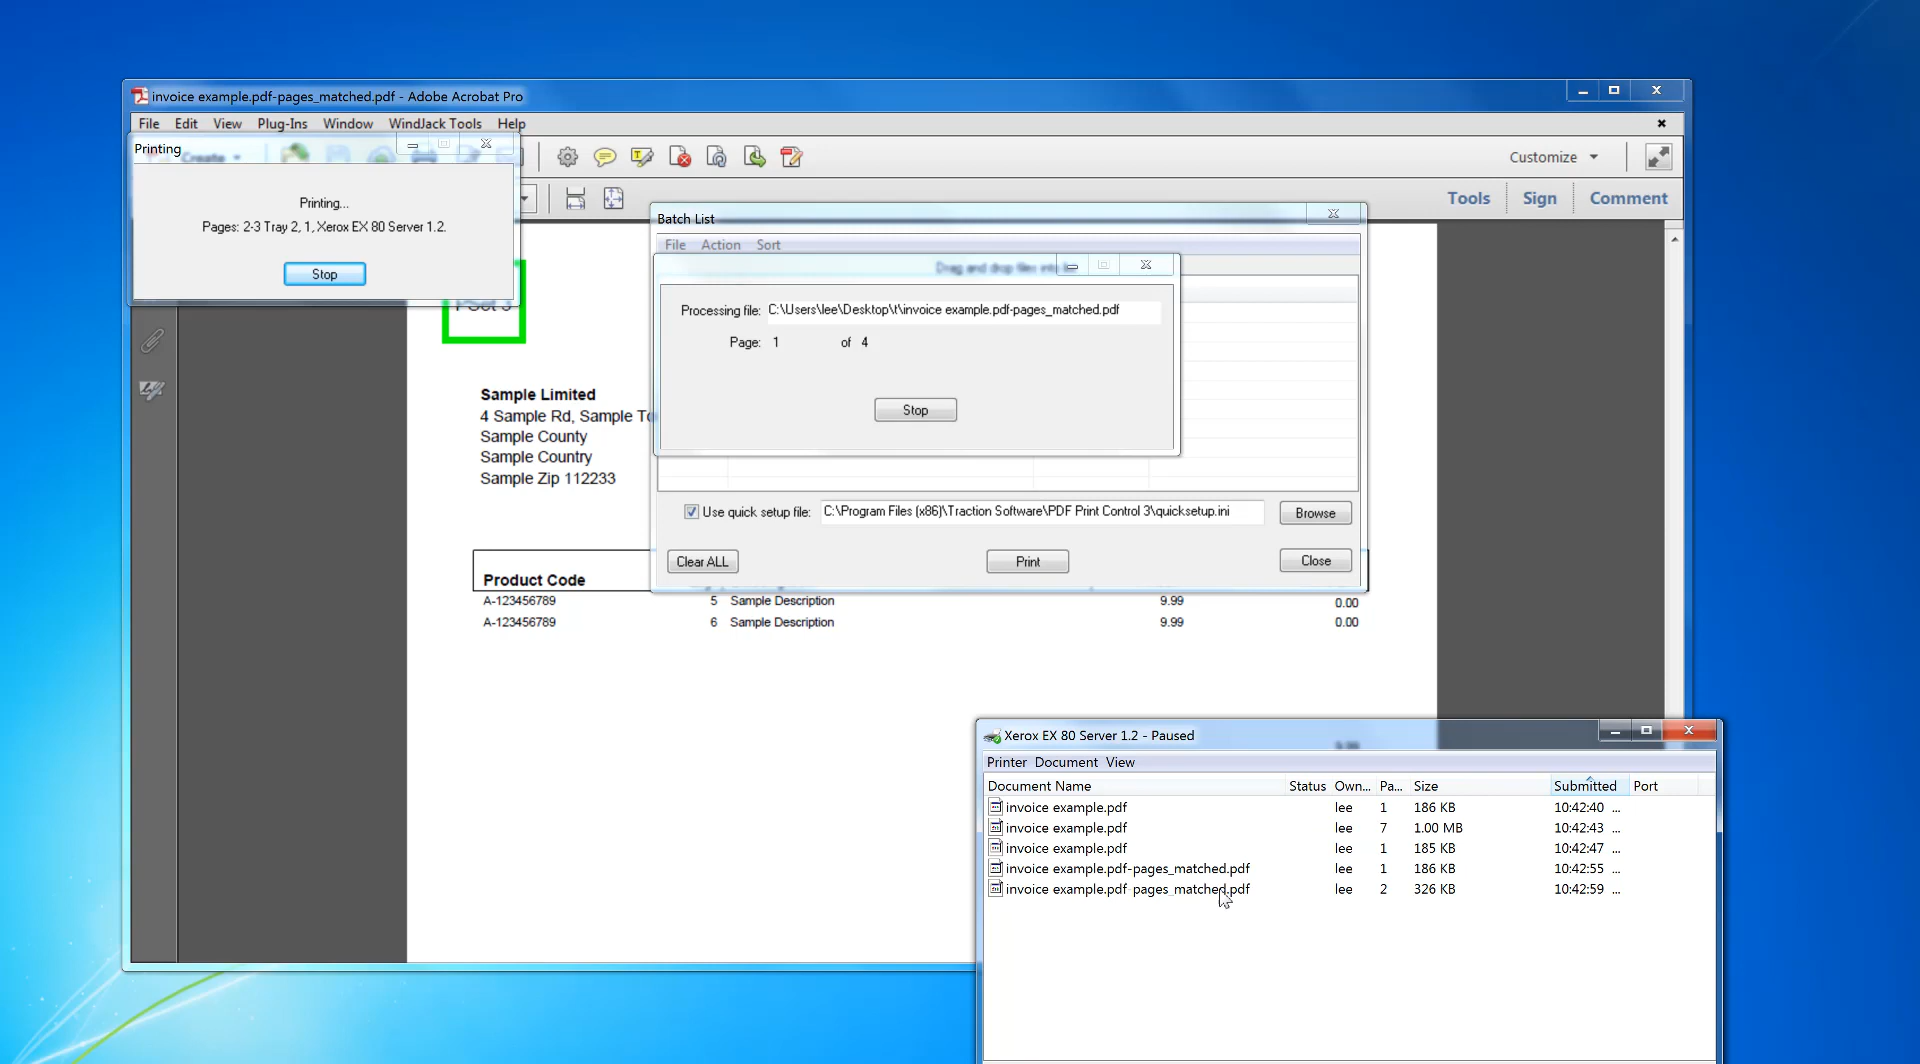 invoice example.pdf-pages_matched.pdf - Adobe Acrobat Pro
File Edit View Plug-Ins Window WindJack Tools Help
Create
Customize
Tools Sign Comment
Printing
Printing...
Pages: 2-3 Tray 2, 1, Xerox EX 80 Server 1.2.
Stop
Sample Limited
4 Sample Rd, Sample
Sample County
Sample Country
Sample Zip 112233
Product Code
A-123456789 5 Sample Description 9.99 0.00
A-123456789 6 Sample Description 9.99 0.00
Batch List
File Action Sort
Drag and drop files into
Processing file: C:\Users\lee\Desktop\t\invoice example.pdf-pages_matched.pdf
Page: 1 of 4
Stop
Use quick setup file: C:\Program Files (x86)\Traction Software\PDF Print Control 3\quicksetup.ini Browse
Clear ALL Print Close
Xerox EX 80 Server 1.2 - Paused
Printer Document View
Document Name Status Own... Pa... Size Submitted Port
invoice example.pdf lee 1 186 KB 10:42:40 ...
invoice example.pdf lee 7 1.00 MB 10:42:43 ...
invoice example.pdf lee 1 185 KB 10:42:47 ...
invoice example.pdf-pages_matched.pdf lee 1 186 KB 10:42:55 ...
invoice example.pdf-pages_matched.pdf lee 2 326 KB 10:42:59 ...